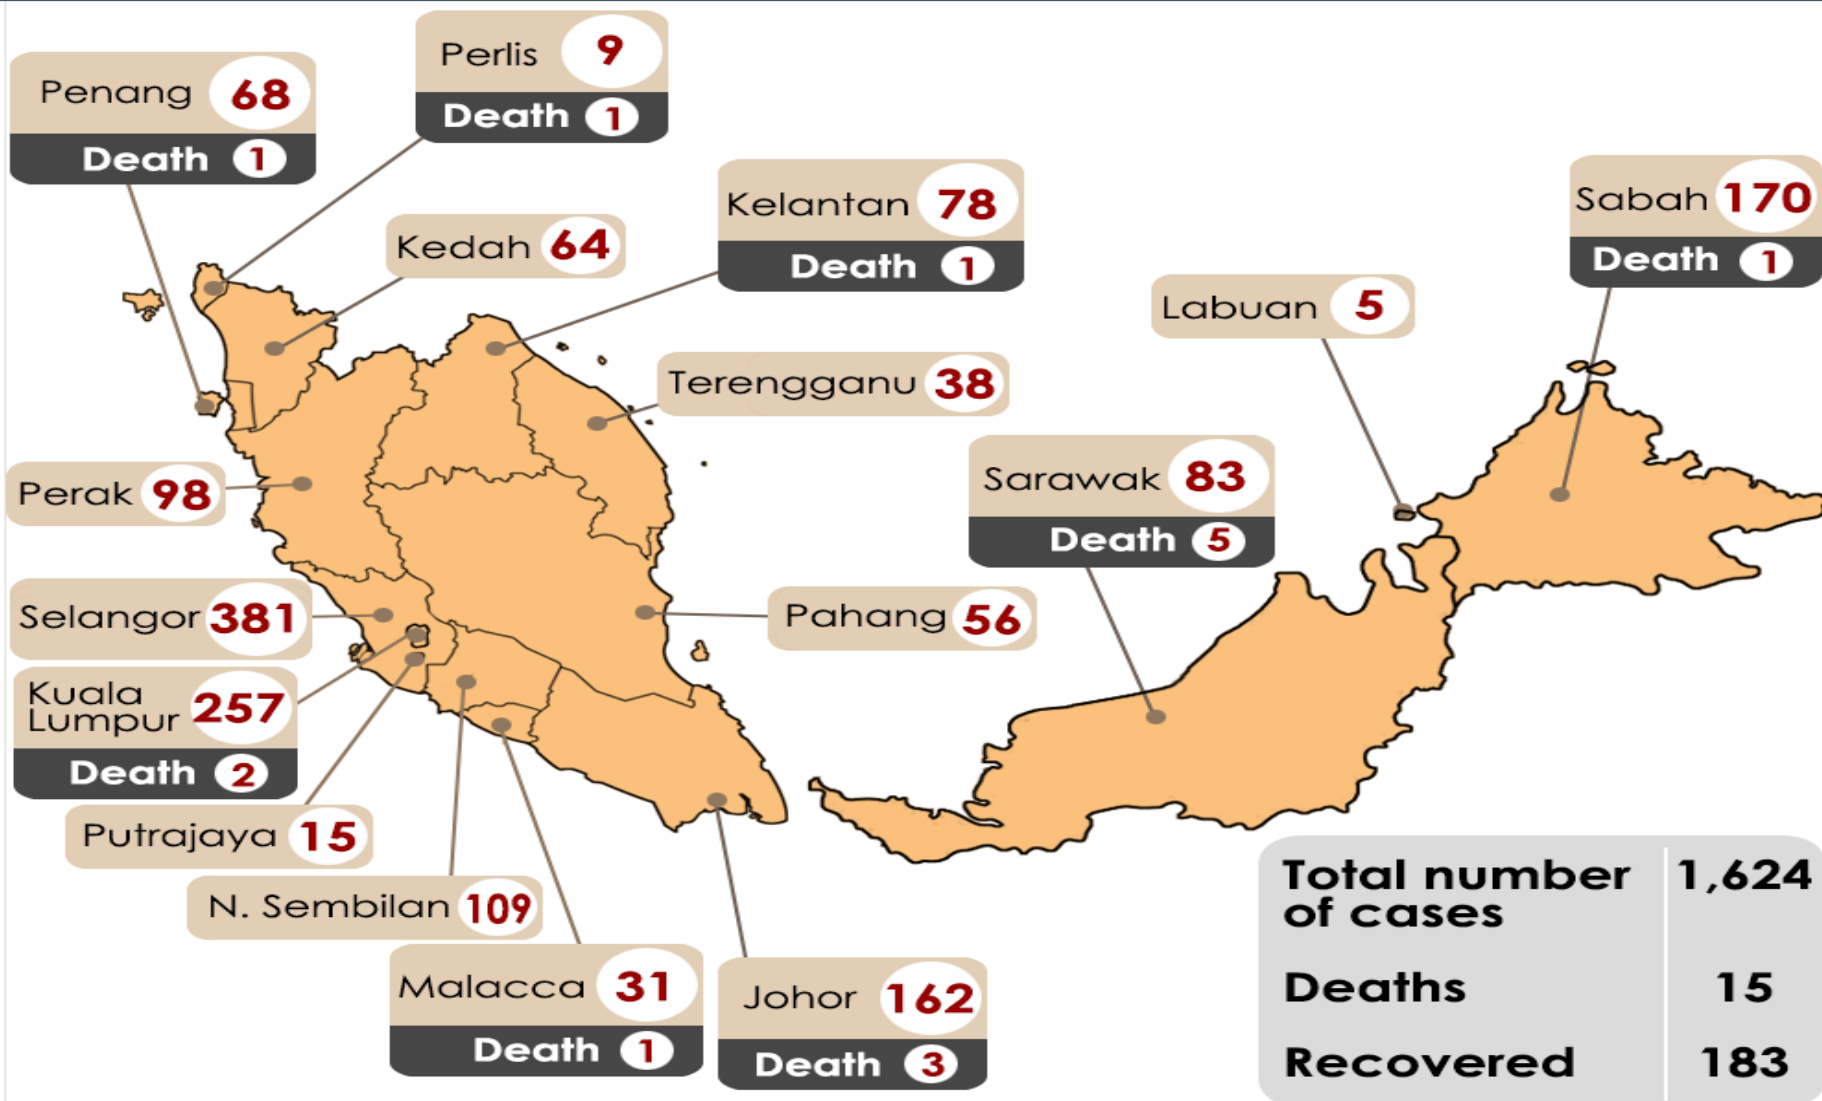 Perlis 9
Death 1
Penang 68
Death 1
Kelantan 78
Death 1
Sabah 170
Death 1
Kedah 64
Labuan 5
Terengganu 38
Sarawak 83
Death 5
Perak 98
Selangor 381
Pahang 56
Kuala
Lumpur 257
Death 2
Putrajaya 15
N. Sembilan 109
Malacca 31
Death 1
Johor 162
Death 3
Total number 1,624
of cases
Deaths 15
Recovered 183